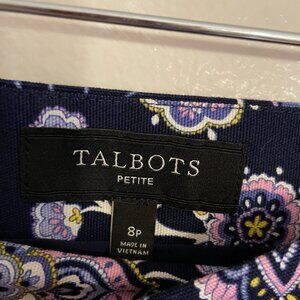 TALBOTS
PETITE
8P
MADE IN
VIETNAM